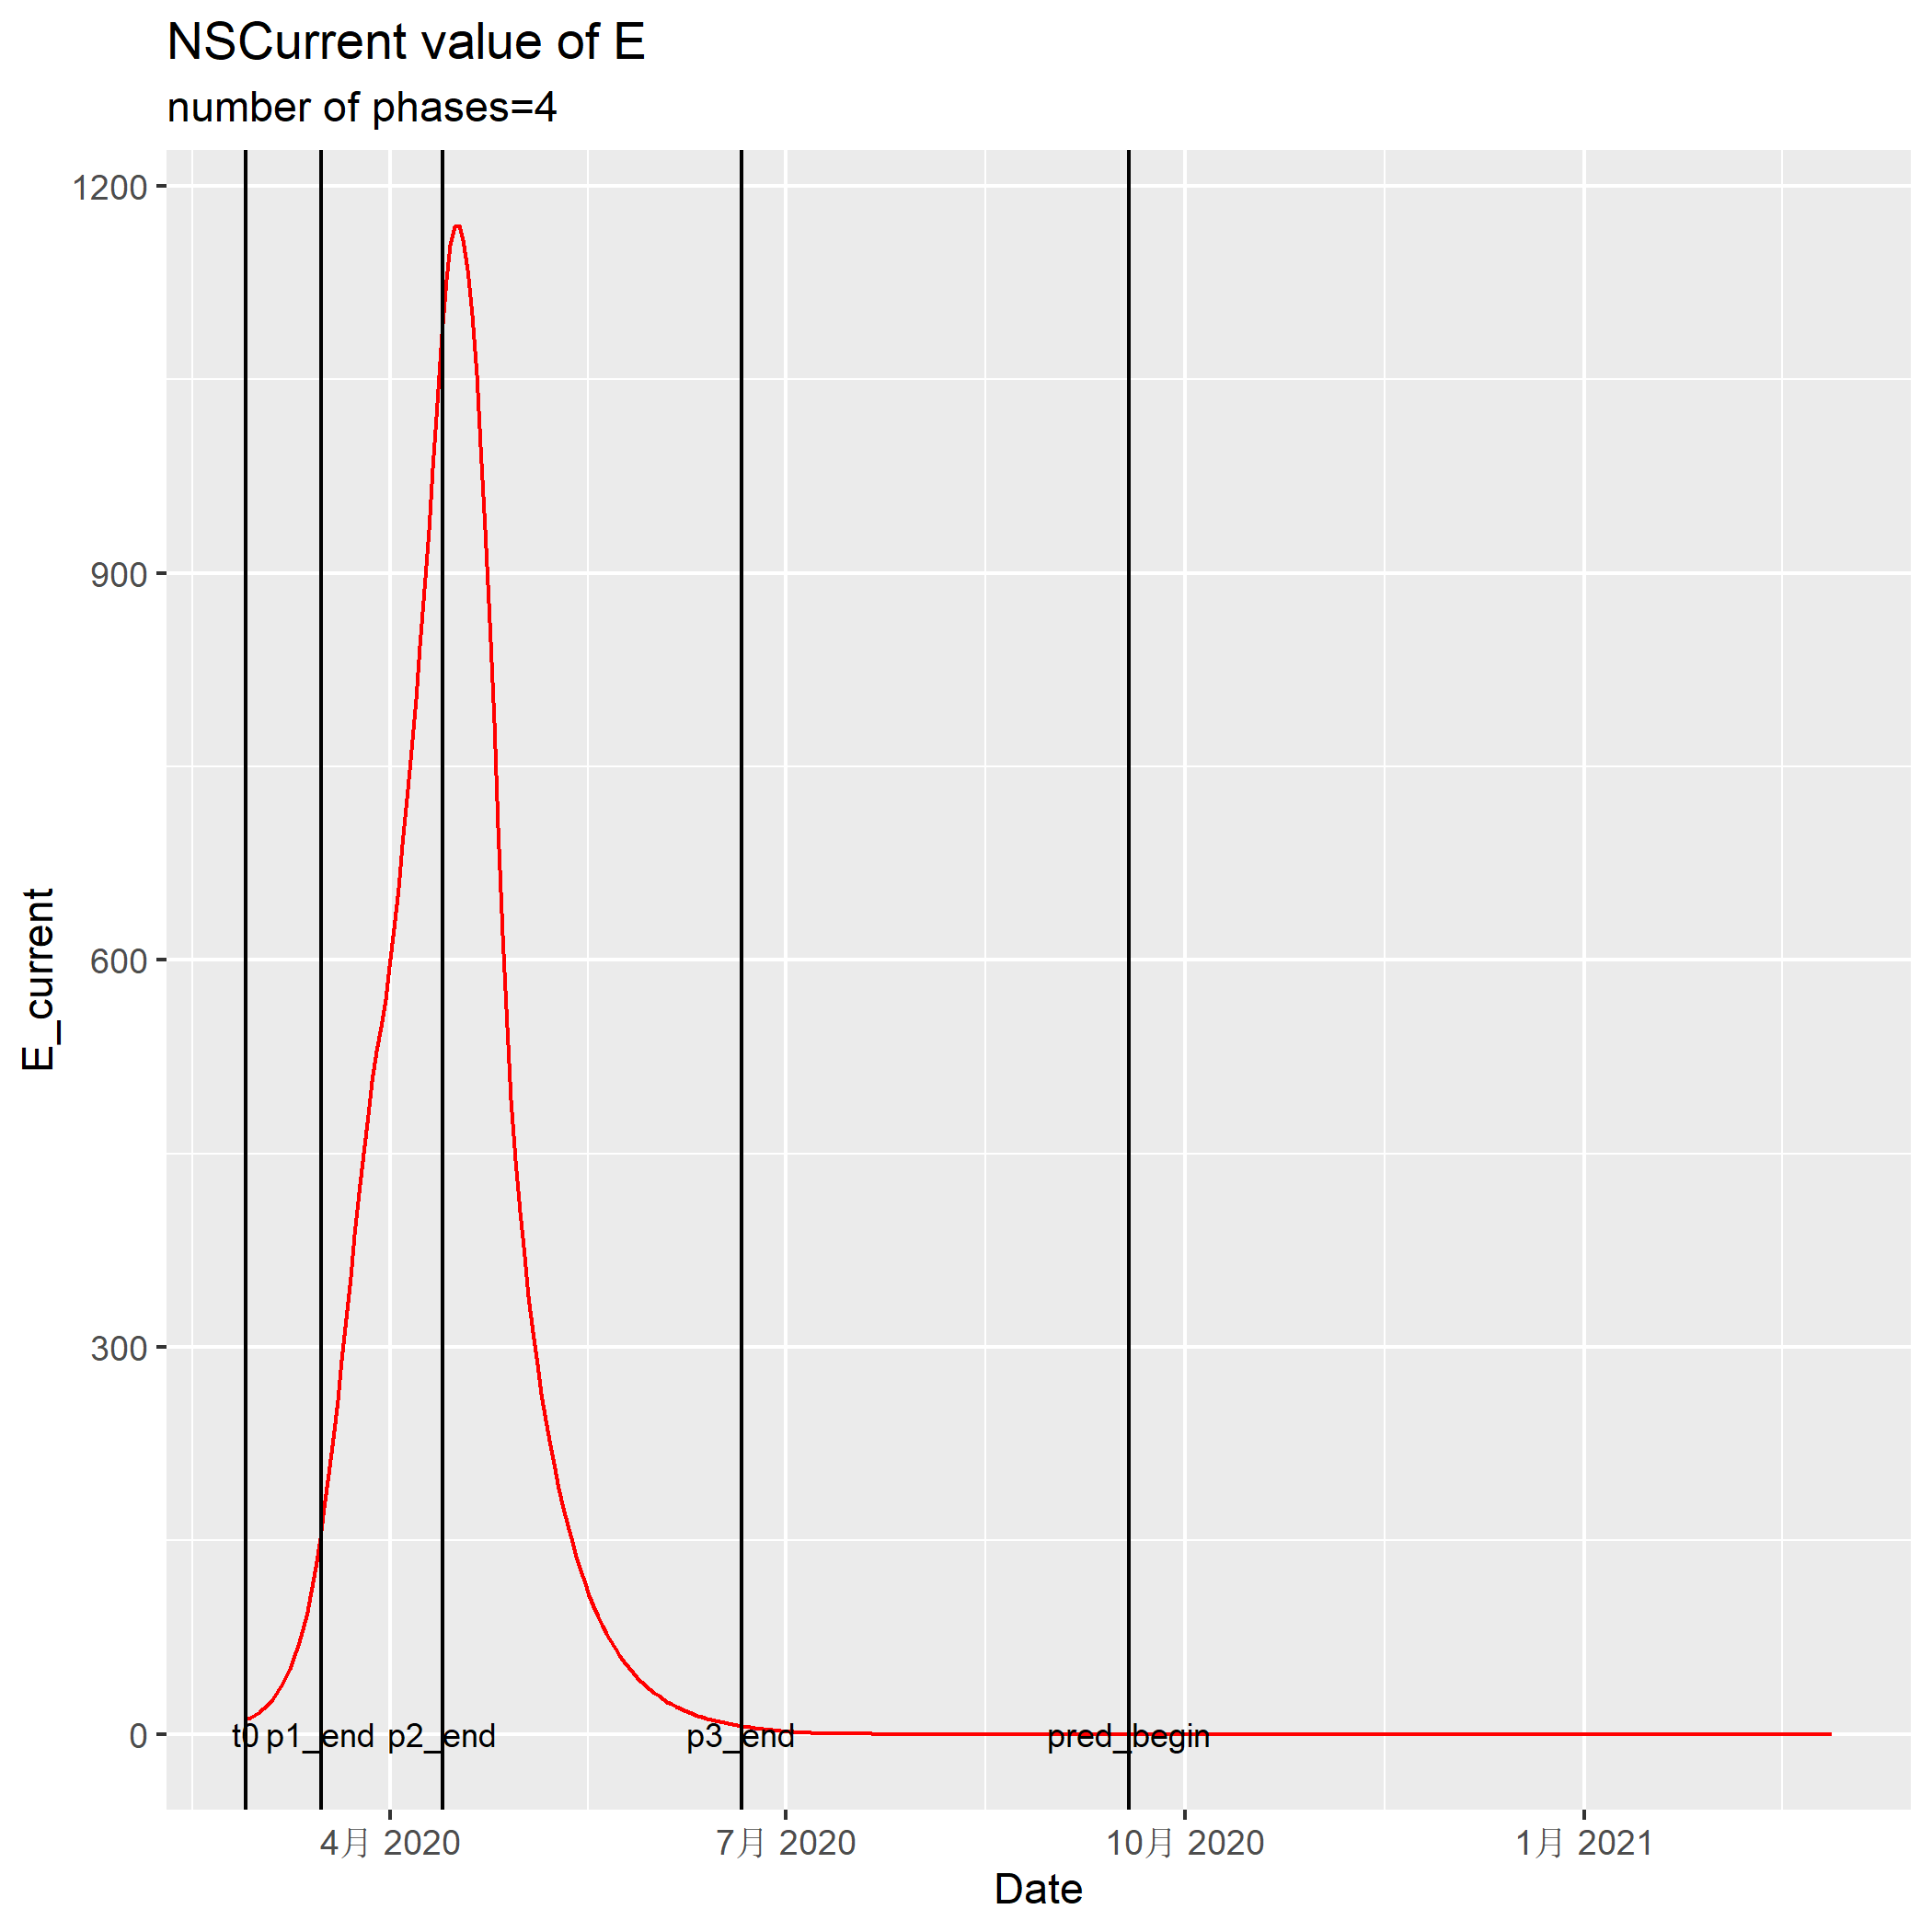 NSCurrent value of E
number of phases=4
1200
900
600
300
0
E_current
t0 p1_end p2_end p3_end pred_begin
4月 2020 7月 2020 10月 2020 1月 2021
Date